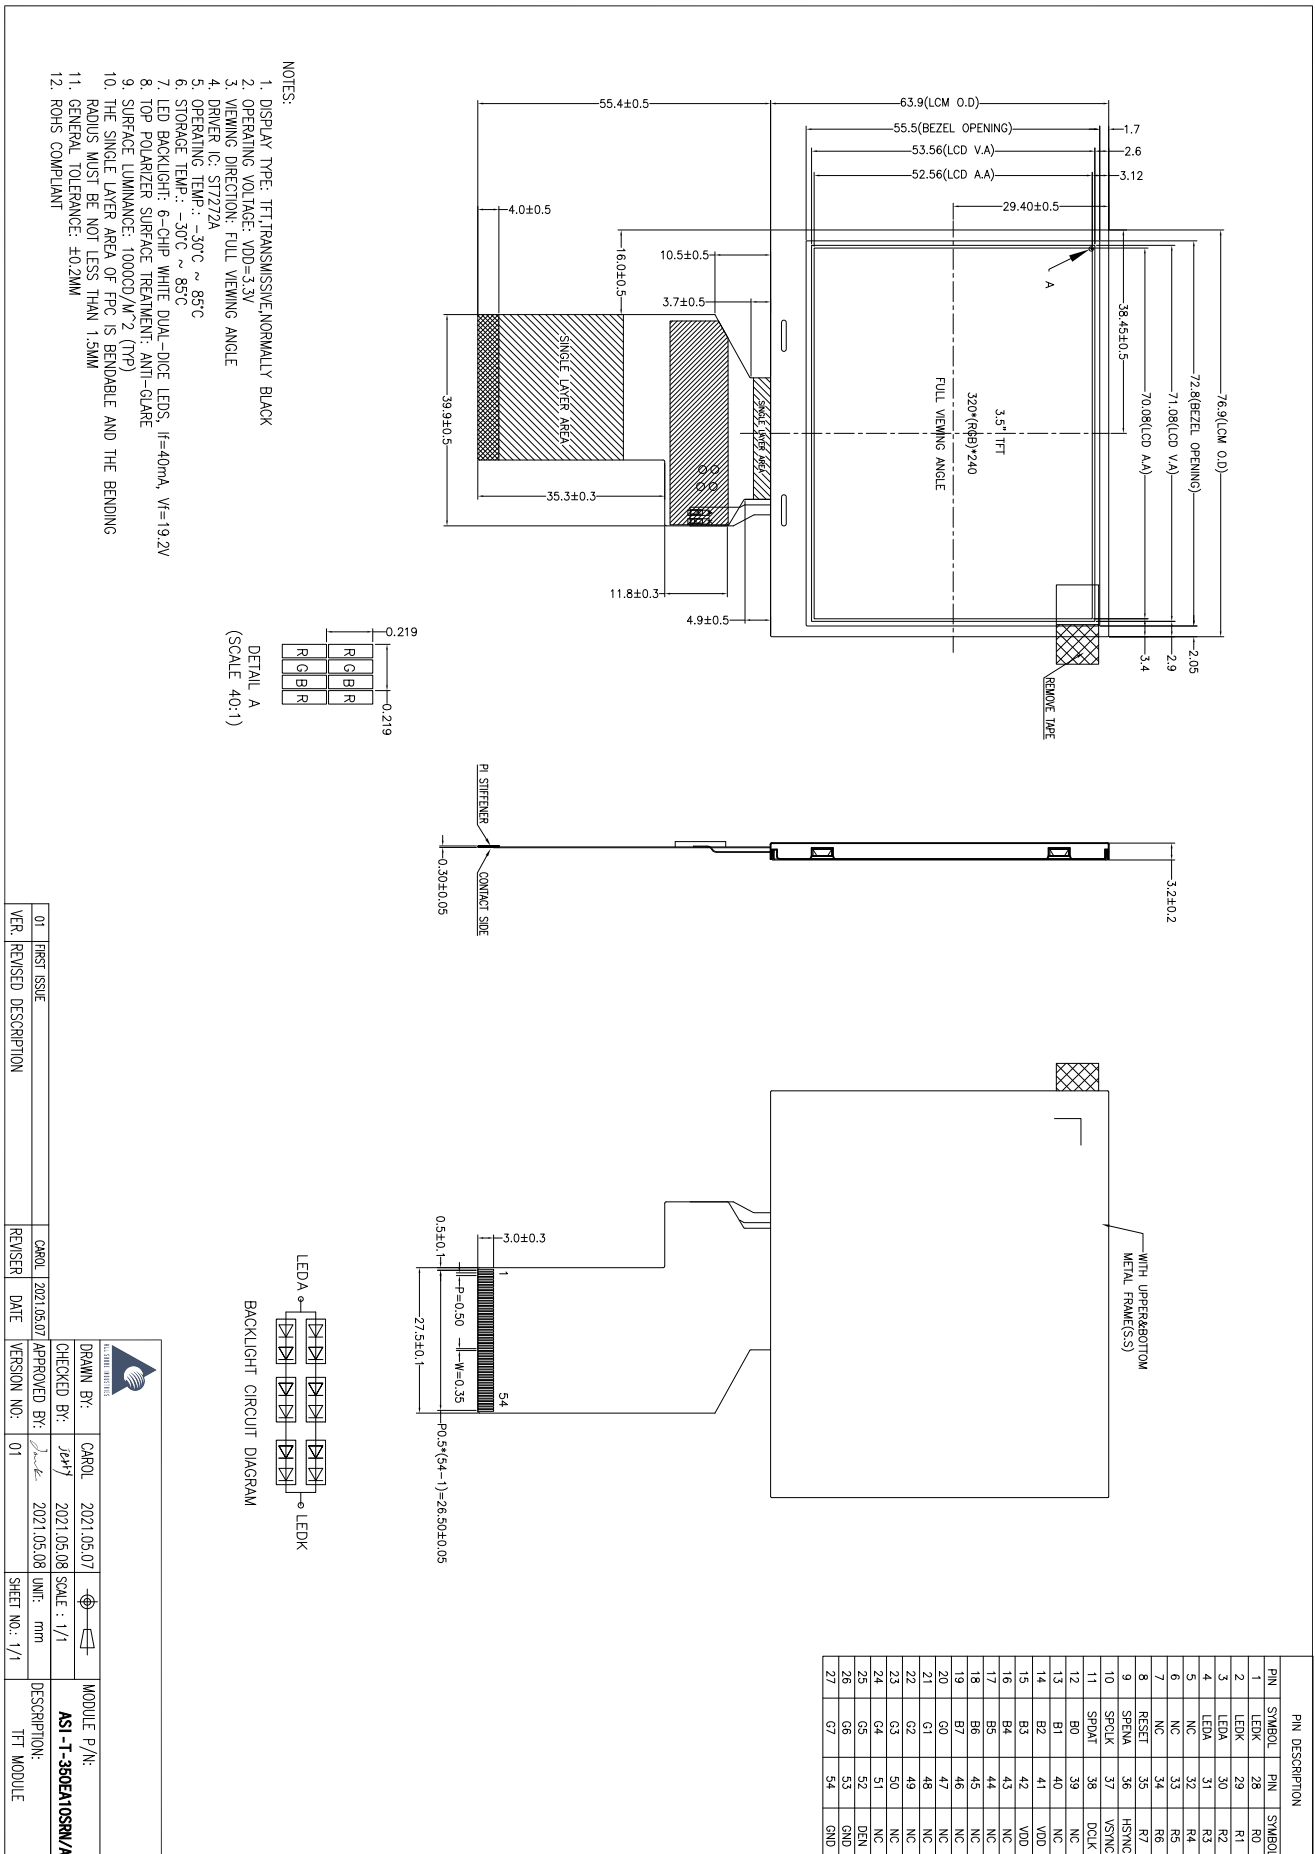 76.9(LCM O.D)
72.8(BEZEL OPENING)
71.08(LCD V.A)
70.08(LCD A.A)
38.45±0.5
2.05
2.9
3.4
REMOVE TAPE
1.7
2.6
3.12
63.9(LCM O.D)
55.5(BEZEL OPENING)
53.56(LCD V.A)
52.56(LCD A.A)
29.40±0.5
A
3.5" TFT
320*(RGB)*240
FULL VIEWING ANGLE
55.4±0.5
4.0±0.5
16.0±0.5
10.5±0.5
3.7±0.5
SINGLE LAYER AREA
SINGLE LAYER AREA
39.9±0.5
35.3±0.3
11.8±0.3
4.9±0.5
3.2±0.2
PI STIFFENER
CONTACT SIDE
0.30±0.05
WITH UPPER&BOTTOM
METAL FRAME(S.S)
3.0±0.3
1
54
0.5±0.1
P=0.50
W=0.35
P0.5*(54-1)=26.50±0.05
27.5±0.1
0.219
0.219
R G B R
R G B R
DETAIL A
(SCALE 40:1)
LEDA
LEDK
BACKLIGHT CIRCUIT DIAGRAM
NOTES:
1. DISPLAY TYPE: TFT,TRANSMISSIVE,NORMALLY BLACK
2. OPERATING VOLTAGE: VDD=3.3V
3. VIEWING DIRECTION: FULL VIEWING ANGLE
4. DRIVER IC: ST7272A
5. OPERATING TEMP.: -30°C ~ 85°C
6. STORAGE TEMP.: -30°C ~ 85°C
7. LED BACKLIGHT: 6-CHIP WHITE DUAL-DICE LEDS, If=40mA, Vf=19.2V
8. TOP POLARIZER SURFACE TREATMENT: ANTI-GLARE
9. SURFACE LUMINANCE: 1000CD/M^2 (TYP)
10. THE SINGLE LAYER AREA OF FPC IS BENDABLE AND THE BENDING
RADIUS MUST BE NOT LESS THAN 1.5MM
11. GENERAL TOLERANCE: ±0.2MM
12. ROHS COMPLIANT
PIN DESCRIPTION
PIN SYMBOL PIN SYMBOL
1 LEDK 28 R0
2 LEDK 29 R1
3 LEDA 30 R2
4 LEDA 31 R3
5 NC 32 R4
6 NC 33 R5
7 NC 34 R6
8 RESET 35 R7
9 SPENA 36 HSYNC
10 SPCLK 37 VSYNC
11 SPDAT 38 DCLK
12 B0 39 NC
13 B1 40 NC
14 B2 41 VDD
15 B3 42 VDD
16 B4 43 NC
17 B5 44 NC
18 B6 45 NC
19 B7 46 NC
20 G0 47 NC
21 G1 48 NC
22 G2 49 NC
23 G3 50 NC
24 G4 51 NC
25 G5 52 DEN
26 G6 53 GND
27 G7 54 GND
01 FIRST ISSUE CAROL 2021.05.07
VER. REVISED DESCRIPTION REVISER DATE
ALL SHORE INDUSTRIES
DRAWN BY: CAROL 2021.05.07
CHECKED BY: jerry 2021.05.08 SCALE : 1/1
APPROVED BY: Jack 2021.05.08 UNIT: mm
VERSION NO: 01 SHEET NO.: 1/1
MODULE P/N:
ASI-T-350EA10SRN/A
DESCRIPTION:
TFT MODULE